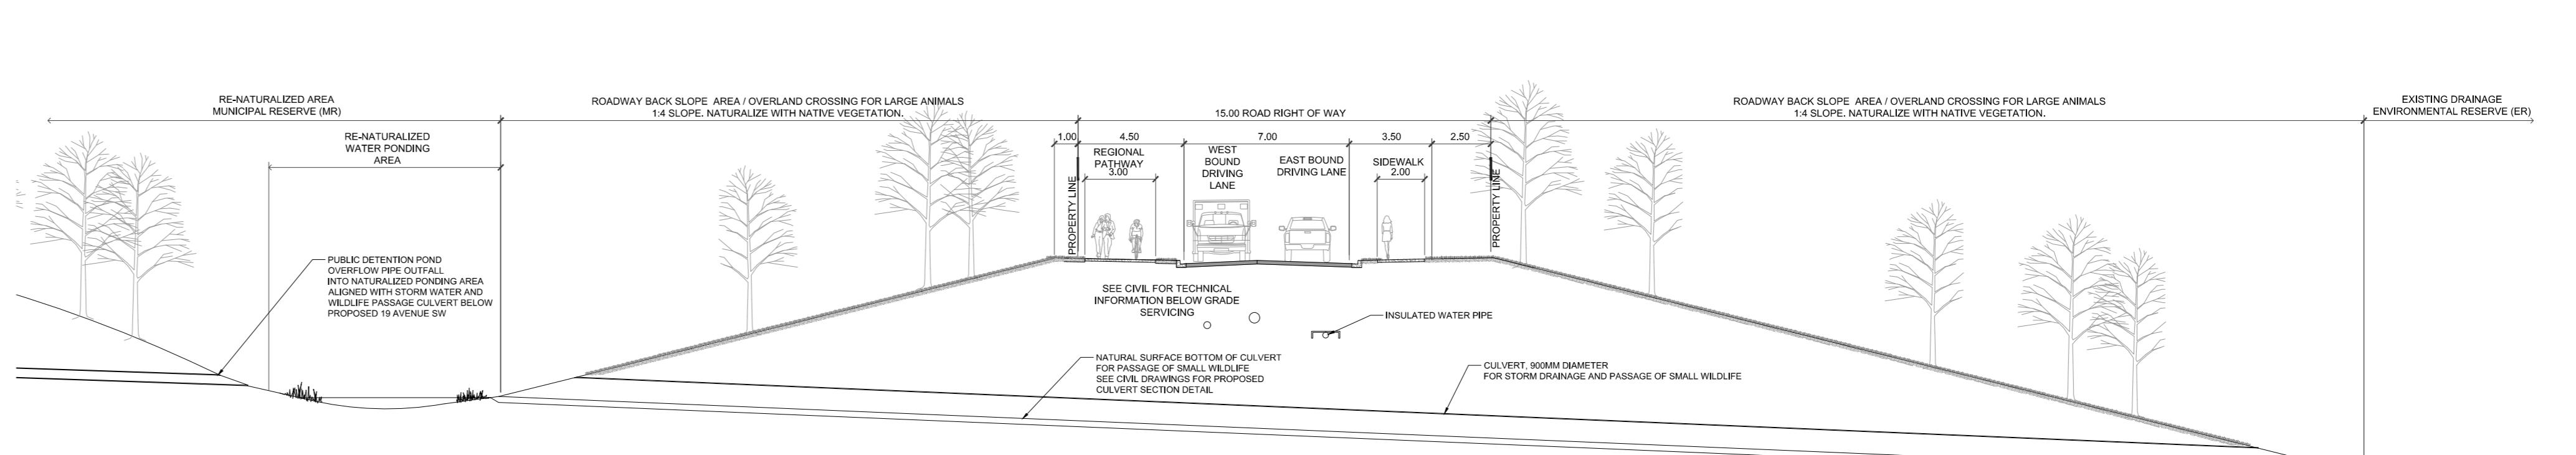 RE-NATURALIZED AREA
MUNICIPAL RESERVE (MR)
ROADWAY BACK SLOPE AREA / OVERLAND CROSSING FOR LARGE ANIMALS
1:4 SLOPE. NATURALIZE WITH NATIVE VEGETATION.
15.00 ROAD RIGHT OF WAY
ROADWAY BACK SLOPE AREA / OVERLAND CROSSING FOR LARGE ANIMALS
1:4 SLOPE. NATURALIZE WITH NATIVE VEGETATION.
EXISTING DRAINAGE
ENVIRONMENTAL RESERVE (ER)
RE-NATURALIZED
WATER PONDING
AREA
1.00
4.50
7.00
3.50
2.50
REGIONAL
PATHWAY
3.00
WEST
BOUND
DRIVING
LANE
EAST BOUND
DRIVING LANE
SIDEWALK
2.00
PROPERTY LINE
PROPERTY LINE
PUBLIC DETENTION POND
OVERFLOW PIPE OUTFALL
INTO NATURALIZED PONDING AREA
ALIGNED WITH STORM WATER AND
WILDLIFE PASSAGE CULVERT BELOW
PROPOSED 19 AVENUE SW
SEE CIVIL FOR TECHNICAL
INFORMATION BELOW GRADE
SERVICING
INSULATED WATER PIPE
NATURAL SURFACE BOTTOM OF CULVERT
FOR PASSAGE OF SMALL WILDLIFE
SEE CIVIL DRAWINGS FOR PROPOSED
CULVERT SECTION DETAIL
CULVERT, 900MM DIAMETER
FOR STORM DRAINAGE AND PASSAGE OF SMALL WILDLIFE